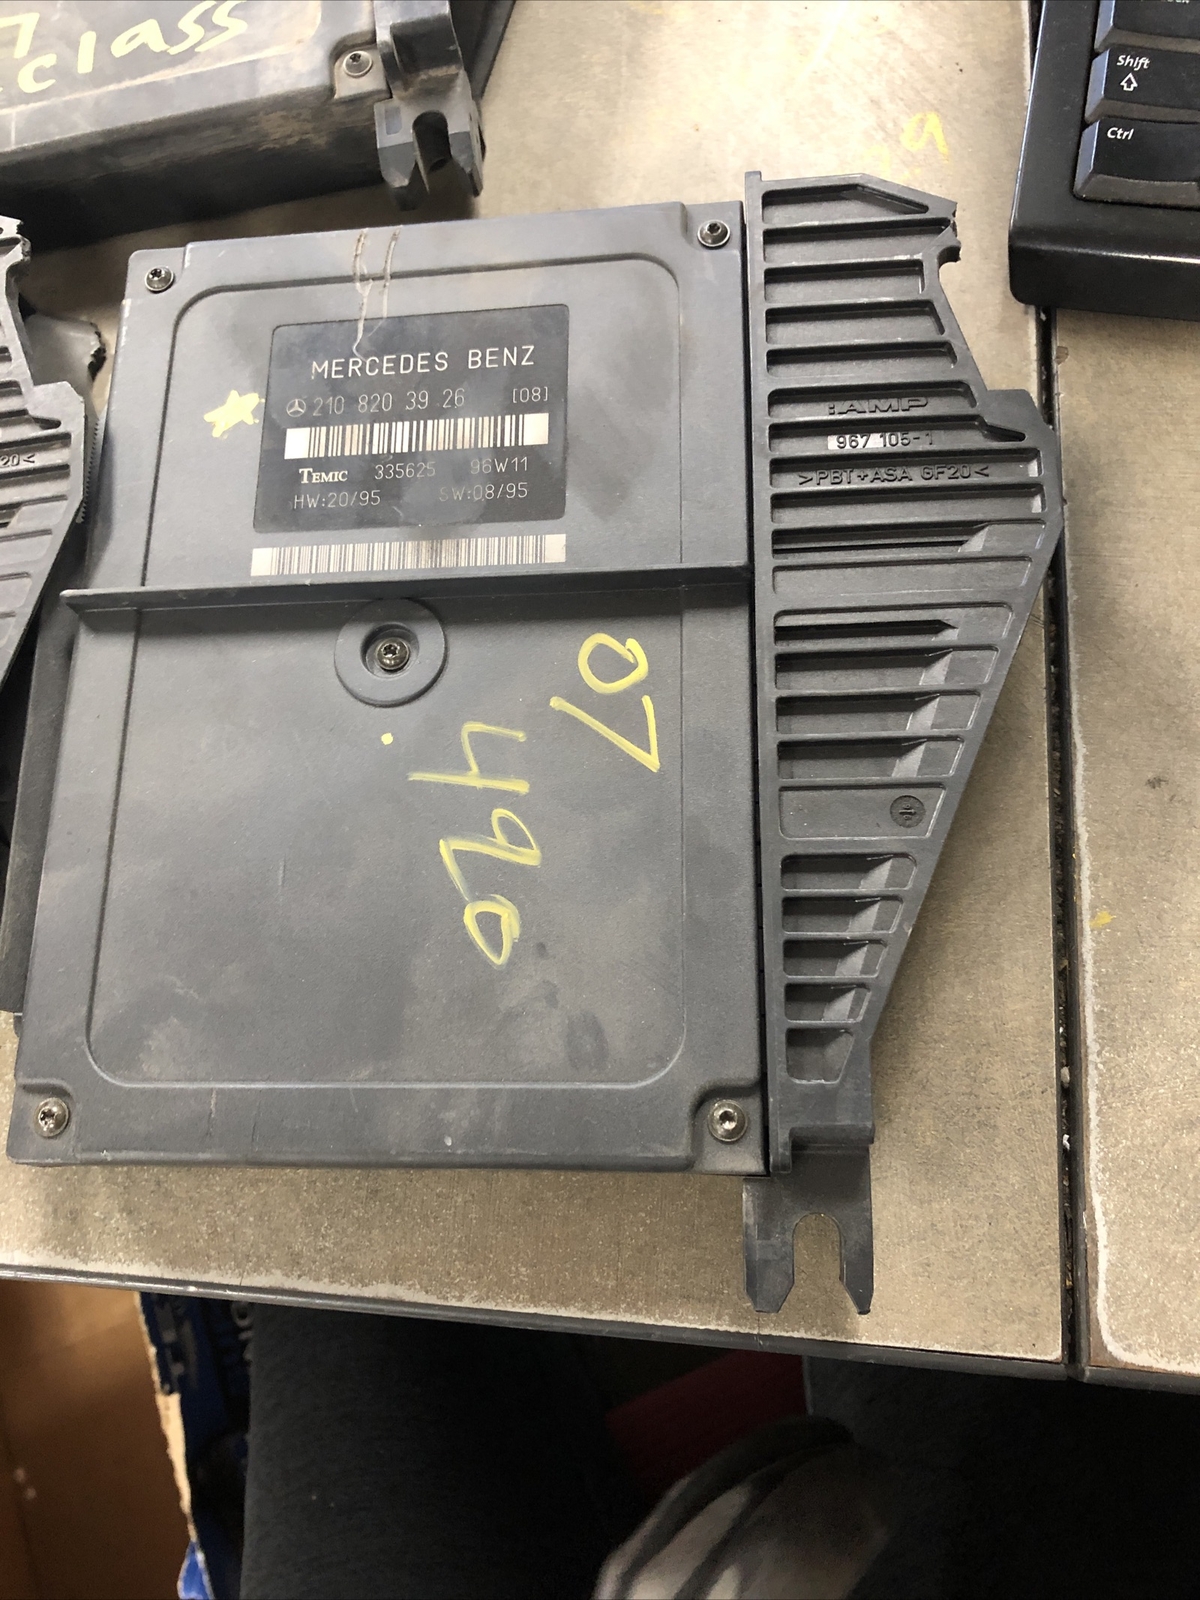 class
Shift
Ctrl
MERCEDES BENZ
210 820 39 26 [08]
TEMIC 335625 96W11
HW:20/95 SW:08/95
AMP
967 105-1
>PBT+ASA GF20<
20<
07